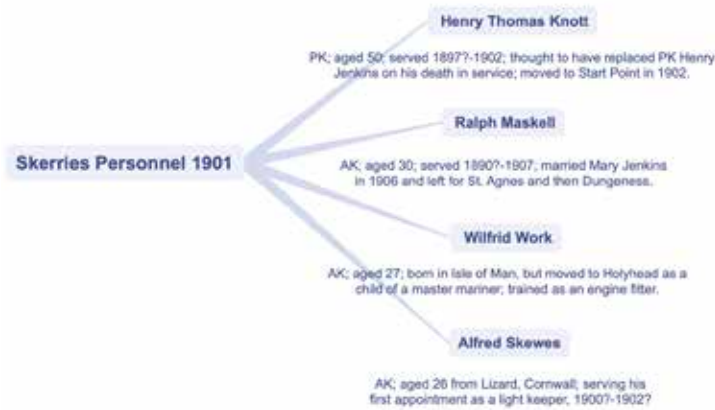 Henry Thomas Knott
PK; aged 50; served 1897?-1902; thought to have replaced PK Henry
Jenkins on his death in service; moved to Start Point in 1902.
Ralph Maskell
Skerries Personnel 1901
AK; aged 30; served 1890?-1907; married Mary Jenkins
in 1906 and left for St. Agnes and then Dungeness.
Wilfrid Work
AK; aged 27; born in Isle of Man, but moved to Holyhead as a
child of a master mariner; trained as an engine fitter.
Alfred Skewes
AK; aged 26 from Lizard, Cornwall; serving his
first appointment as a light keeper, 1900?-1902?